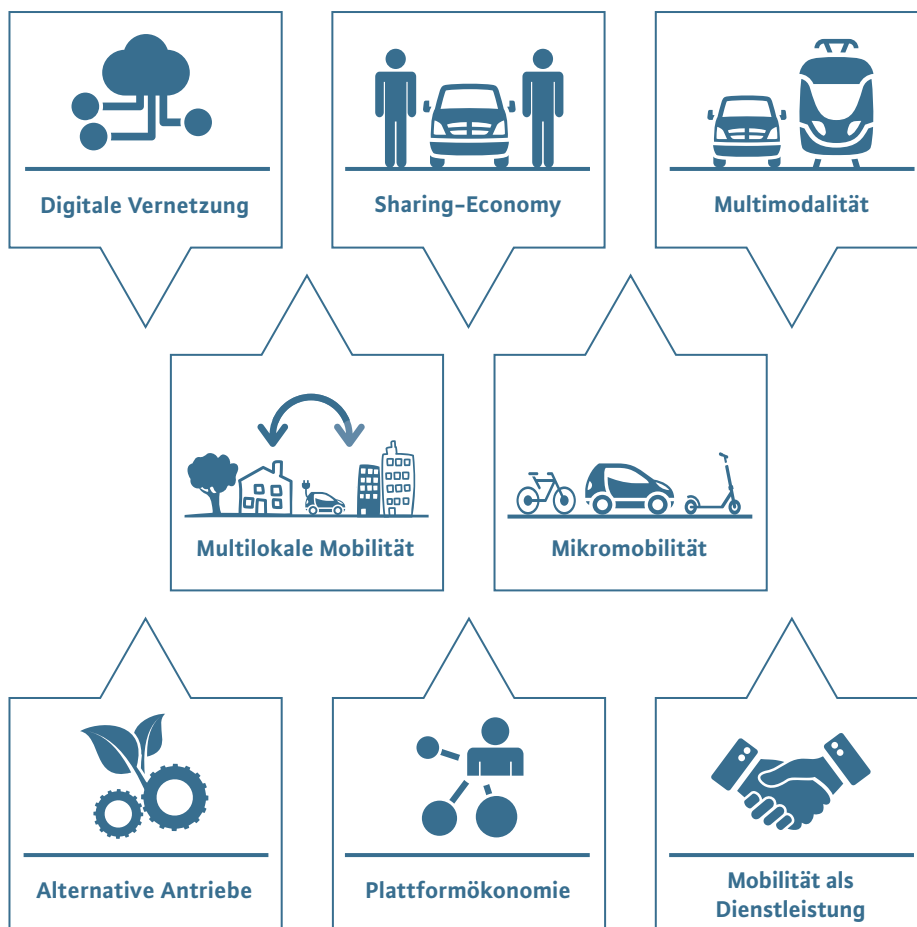 Digitale Vernetzung
Sharing-Economy
Multimodalität
Multilokale Mobilität
Mikromobilität
Alternative Antriebe
Plattformökonomie
Mobilität als
Dienstleistung